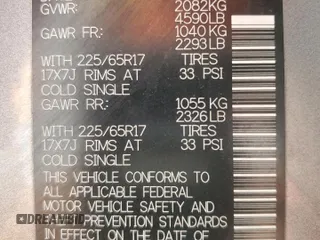 GVWR: 2082KG
4590LB
GAWR FR: 1040KG
2293LB
WITH 225/65R17 TIRES
17X7J RIMS AT 33 PSI
COLD SINGLE
GAWR RR: 1055KG
2326LB
WITH 225/65R17 TIRES
17X7J RIMS AT 33 PSI
COLD SINGLE
THIS VEHICLE CONFORMS TO
ALL APPLICABLE FEDERAL
MOTOR VEHICLE SAFETY AND
PREVENTION STANDARDS
IN EFFECT ON THE DATE OF
DREAMBID